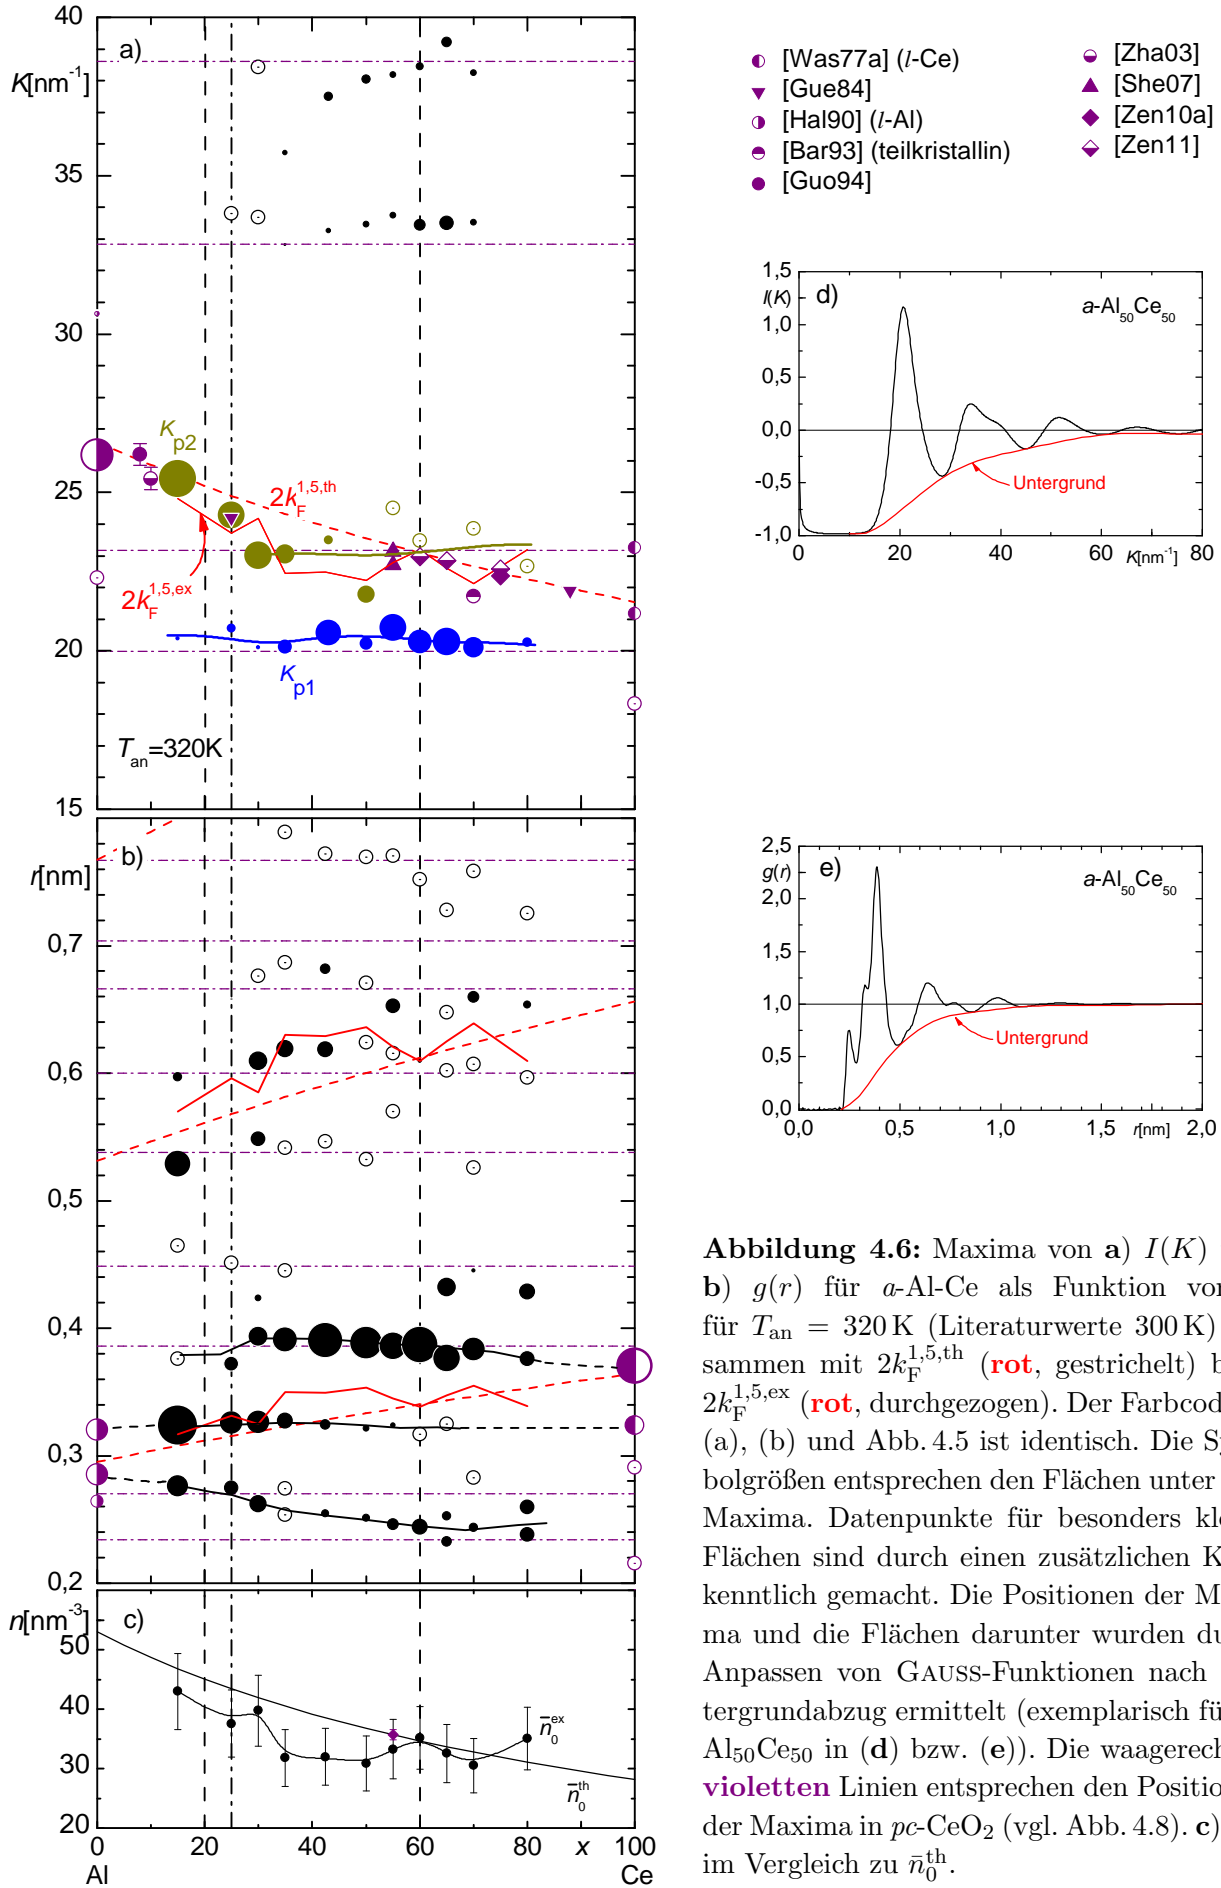 a)
K[nm⁻¹]
40
35
30
25
20
15
K_p2
2k_F^1,5,th
2k_F^1,5,ex
K_p1
T_an=320K
[Was77a] (l-Ce)
[Gue84]
[Hal90] (l-Al)
[Bar93] (teilkristallin)
[Guo94]
[Zha03]
[She07]
[Zen10a]
[Zen11]
d)
I(K)
a-Al₅₀Ce₅₀
1,5
1,0
0,5
0,0
-0,5
-1,0
Untergrund
0 20 40 60 K[nm⁻¹] 80
b)
r[nm]
0,7
0,6
0,5
0,4
0,3
0,2
e)
g(r)
a-Al₅₀Ce₅₀
2,5
2,0
1,5
1,0
0,5
0,0
Untergrund
0,0 0,5 1,0 1,5 r[nm] 2,0
c)
n[nm⁻³]
50
40
30
20
n̄₀^ex
n̄₀^th
0 20 40 60 80 x 100
Al Ce
Abbildung 4.6: Maxima von a) I(K)
b) g(r) für a-Al-Ce als Funktion vor
für T_an = 320 K (Literaturwerte 300 K)
sammen mit 2k_F^1,5,th (rot, gestrichelt) b
2k_F^1,5,ex (rot, durchgezogen). Der Farbcod
(a), (b) und Abb. 4.5 ist identisch. Die Sy
bolgrößen entsprechen den Flächen unter
Maxima. Datenpunkte für besonders kle
Flächen sind durch einen zusätzlichen K
kenntlich gemacht. Die Positionen der M
ma und die Flächen darunter wurden du
Anpassen von GAUSS-Funktionen nach
tergrundabzug ermittelt (exemplarisch fü
Al₅₀Ce₅₀ in (d) bzw. (e)). Die waagerech
violetten Linien entsprechen den Position
der Maxima in pc-CeO₂ (vgl. Abb. 4.8). c)
im Vergleich zu n̄₀^th.